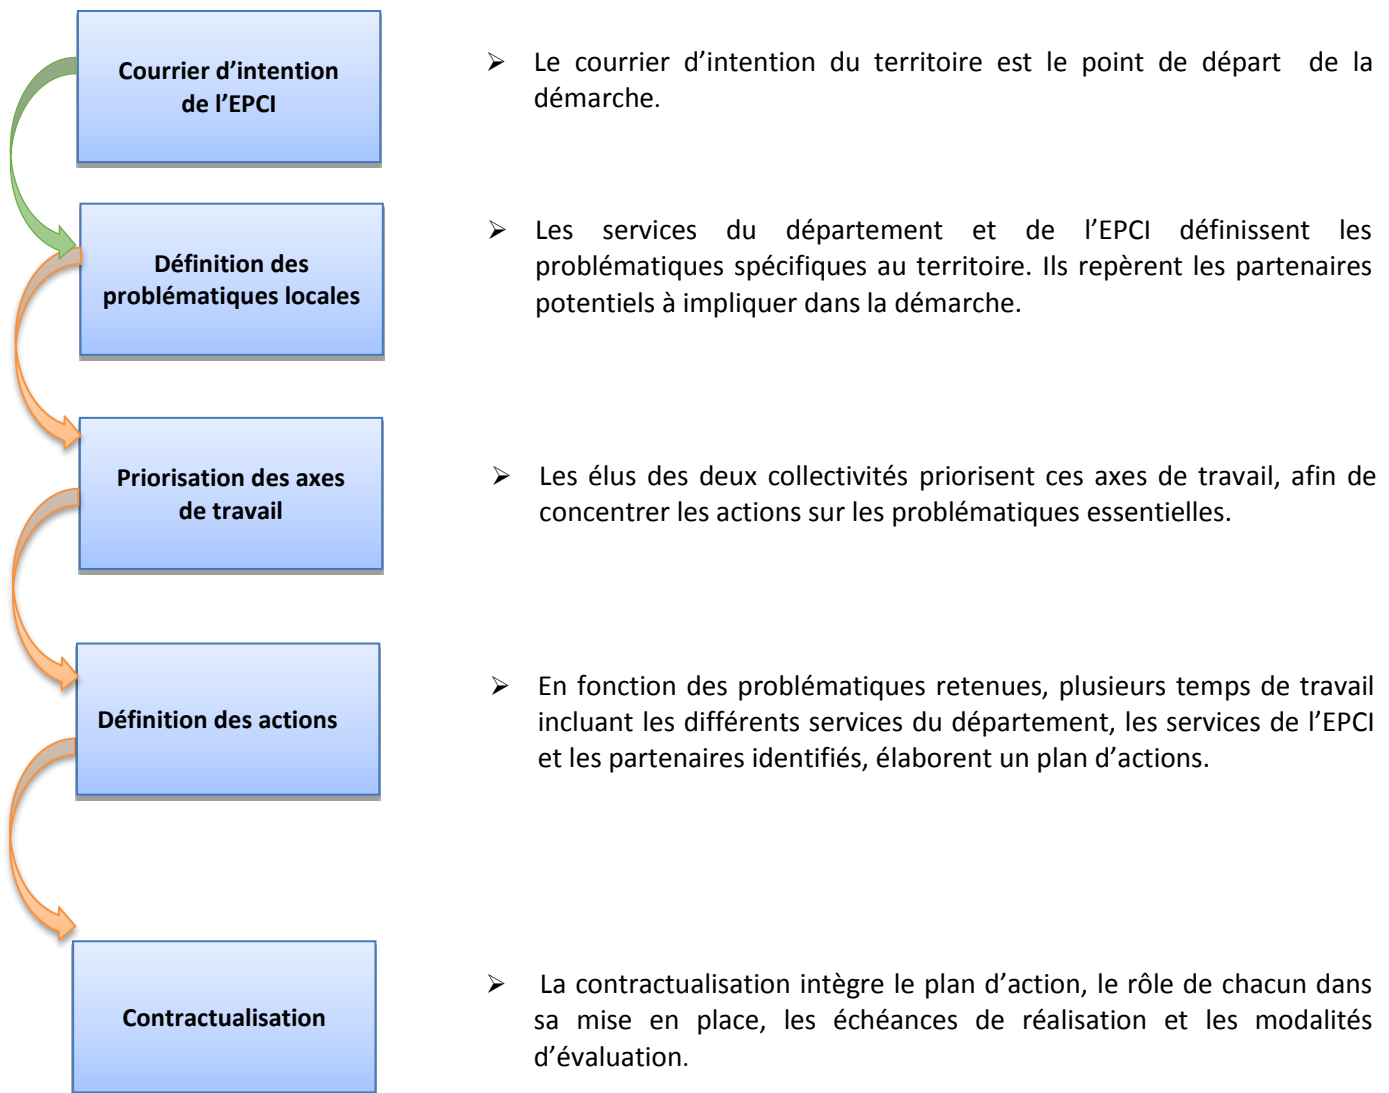 Courrier d’intention
de l’EPCI
➢ Le courrier d’intention du territoire est le point de départ de la
démarche.
Définition des
problématiques locales
➢ Les services du département et de l’EPCI définissent les
problématiques spécifiques au territoire. Ils repèrent les partenaires
potentiels à impliquer dans la démarche.
Priorisation des axes
de travail
➢ Les élus des deux collectivités priorisent ces axes de travail, afin de
concentrer les actions sur les problématiques essentielles.
Définition des actions
➢ En fonction des problématiques retenues, plusieurs temps de travail
incluant les différents services du département, les services de l’EPCI
et les partenaires identifiés, élaborent un plan d’actions.
Contractualisation
➢ La contractualisation intègre le plan d’action, le rôle de chacun dans
sa mise en place, les échéances de réalisation et les modalités
d’évaluation.